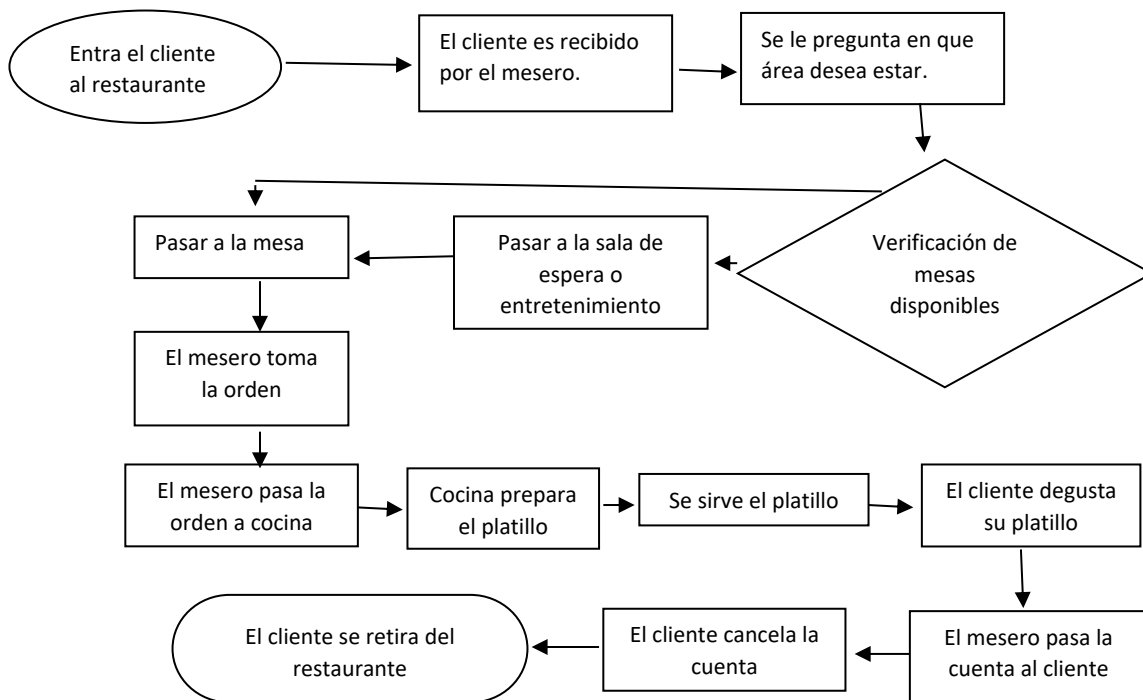 Entra el cliente
al restaurante
El cliente es recibido
por el mesero.
Se le pregunta en que
área desea estar.
Verificación de
mesas
disponibles
Pasar a la sala de
espera o
entretenimiento
Pasar a la mesa
El mesero toma
la orden
El mesero pasa la
orden a cocina
Cocina prepara
el platillo
Se sirve el platillo
El cliente degusta
su platillo
El mesero pasa la
cuenta al cliente
El cliente cancela la
cuenta
El cliente se retira del
restaurante